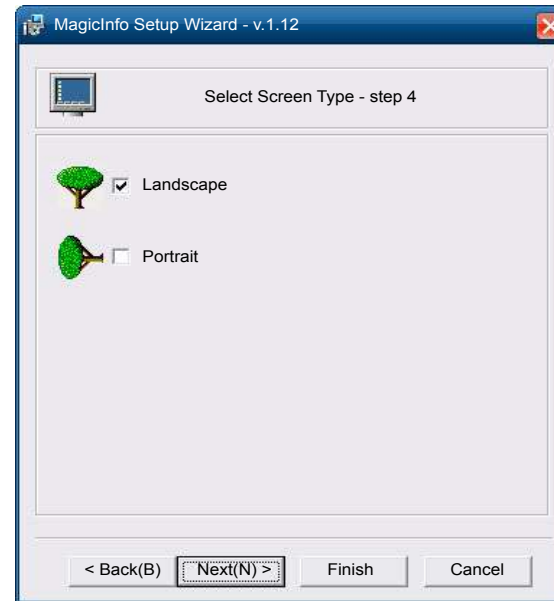 MagicInfo Setup Wizard - v.1.12
Select Screen Type - step 4
Landscape
Portrait
< Back(B) Next(N) > Finish Cancel